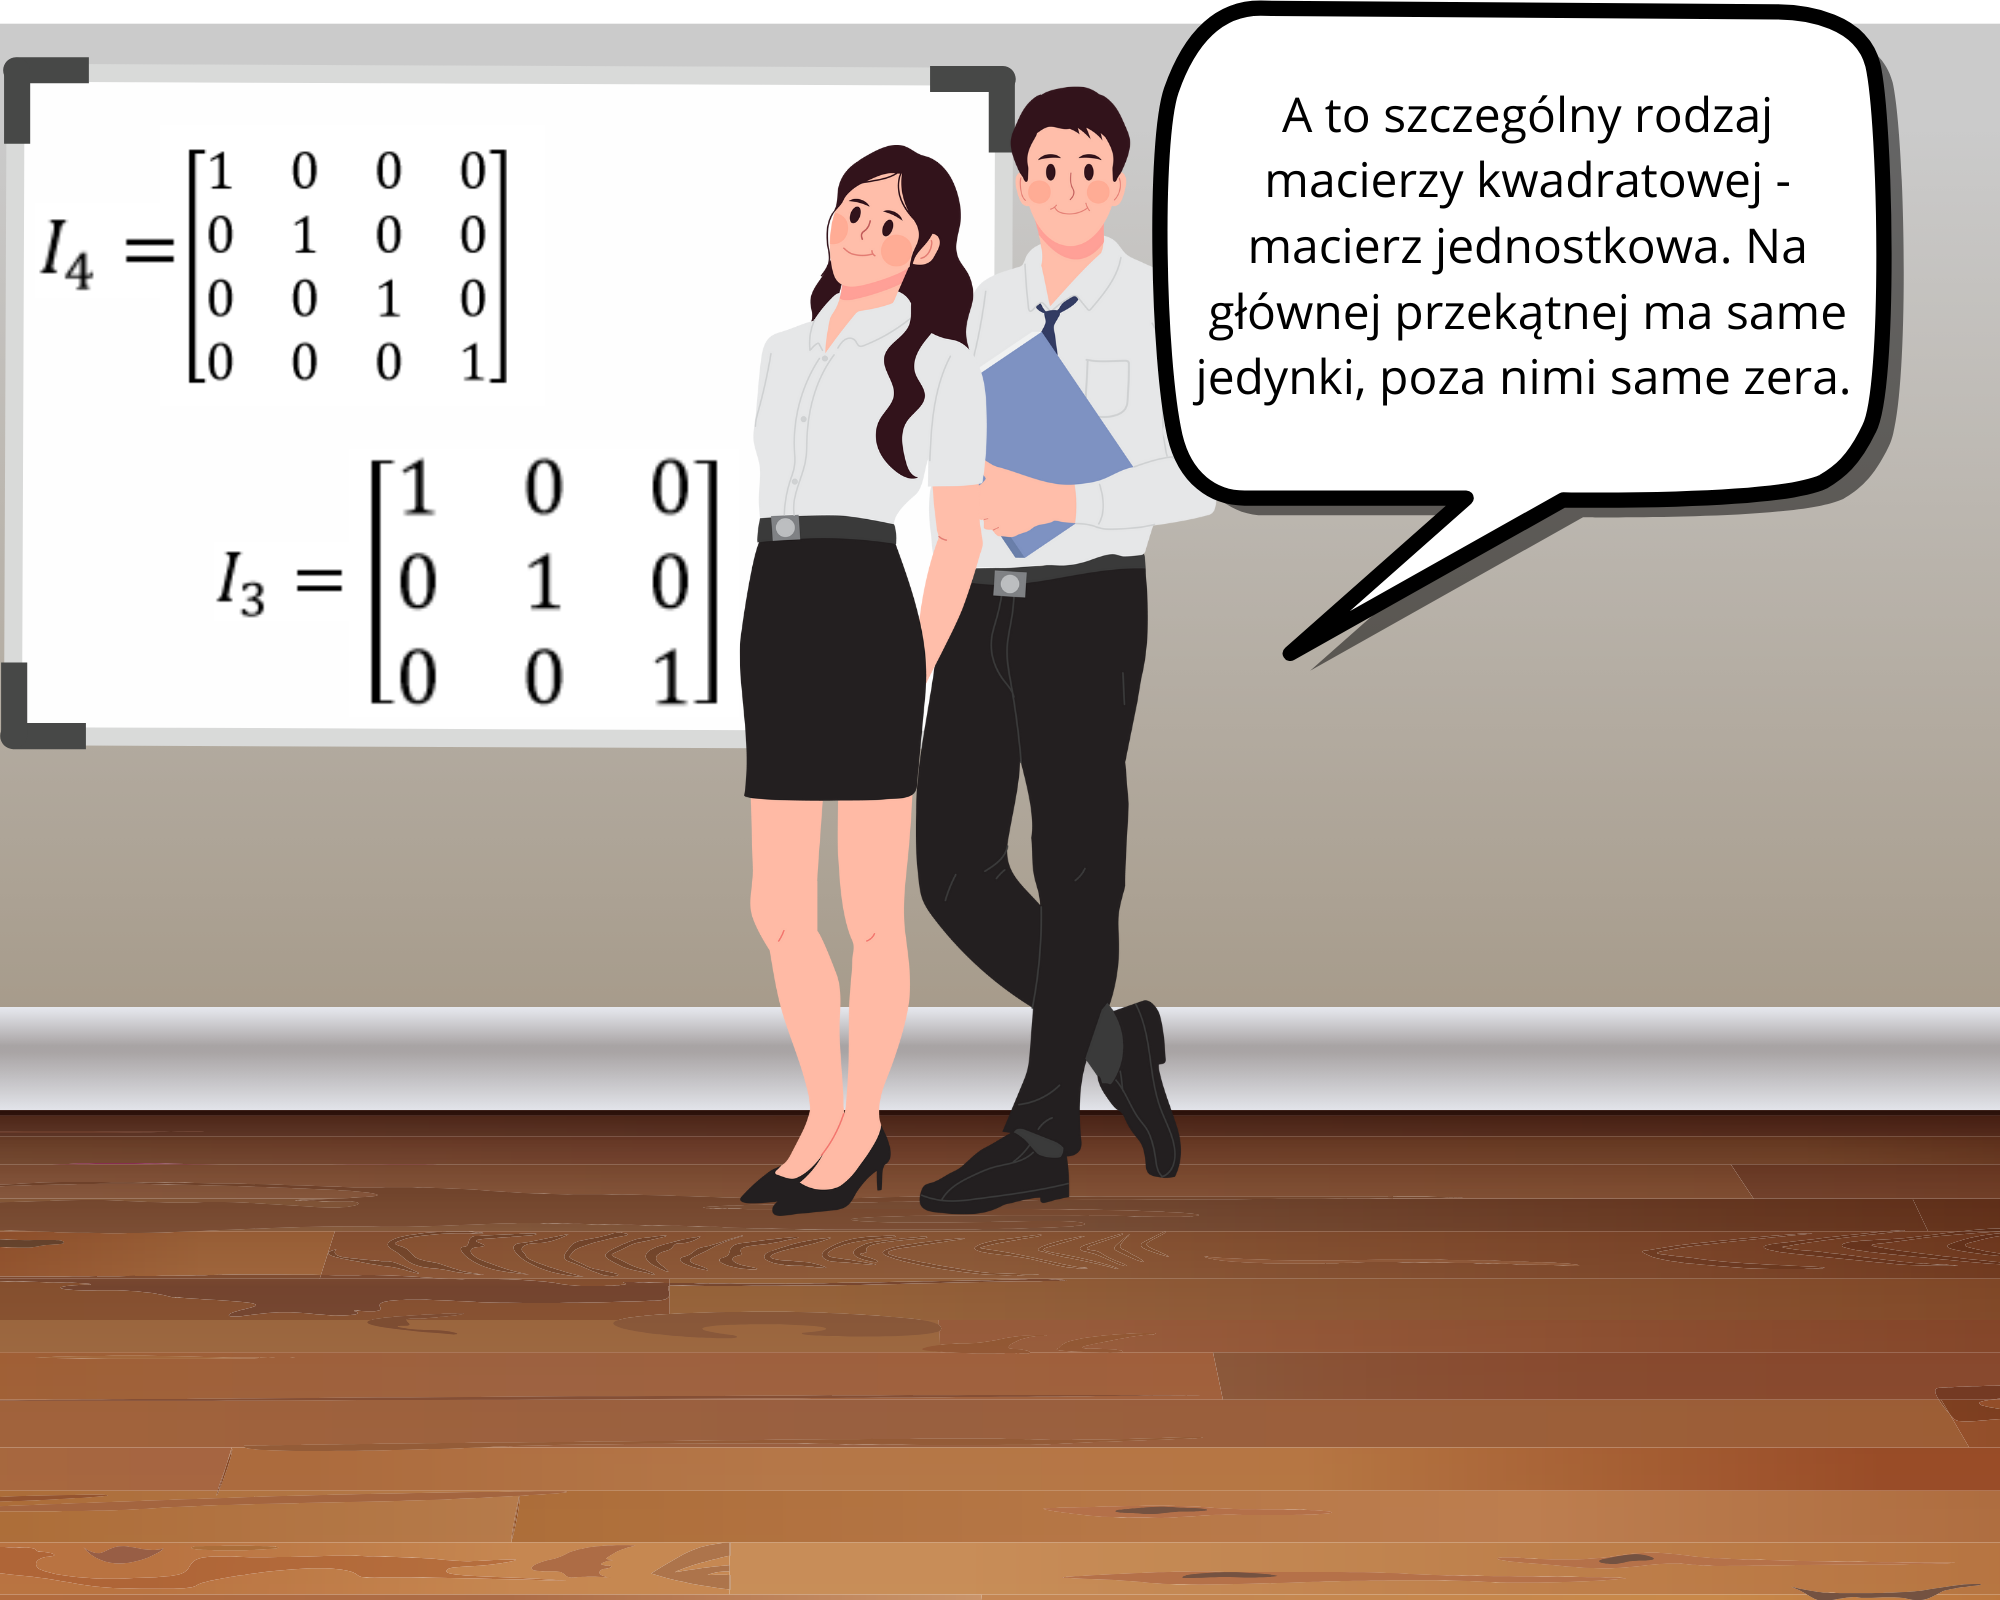 A to szczególny rodzaj
macierzy kwadratowej -
macierz jednostkowa. Na
głównej przekątnej ma same
jedynki, poza nimi same zera.
I₄ =
1 0 0 0
0 1 0 0
0 0 1 0
0 0 0 1
I₃ =
1 0 0
0 1 0
0 0 1